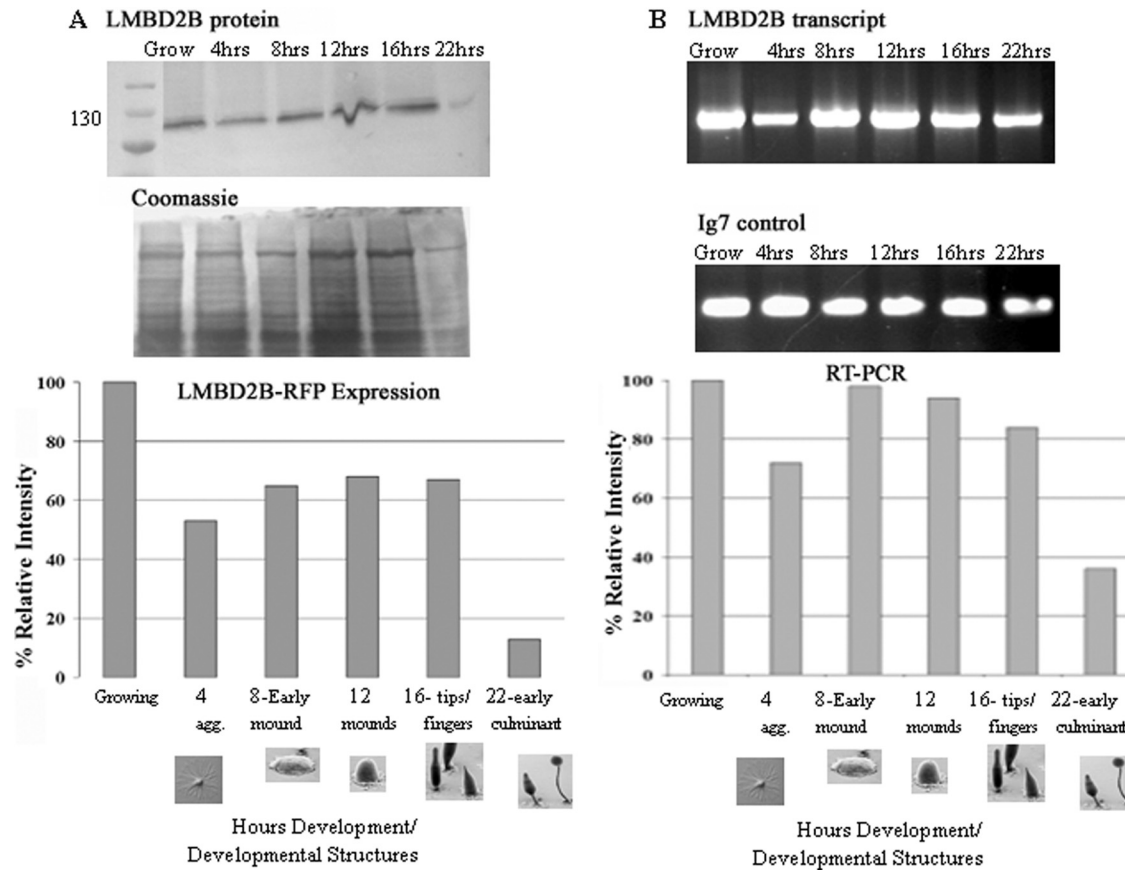 A LMBD2B protein
Grow 4hrs 8hrs 12hrs 16hrs 22hrs
130
Coomassie
LMBD2B-RFP Expression
% Relative Intensity
100
80
60
40
20
0
Growing 4 agg. 8-Early mound 12 mounds 16- tips/ fingers 22-early culminant
Hours Development/
Developmental Structures
B LMBD2B transcript
Grow 4hrs 8hrs 12hrs 16hrs 22hrs
Ig7 control
Grow 4hrs 8hrs 12hrs 16hrs 22hrs
RT-PCR
% Relative Intensity
100
80
60
40
20
0
Growing 4 agg. 8-Early mound 12 mounds 16- tips/ fingers 22-early culminant
Hours Development/
Developmental Structures